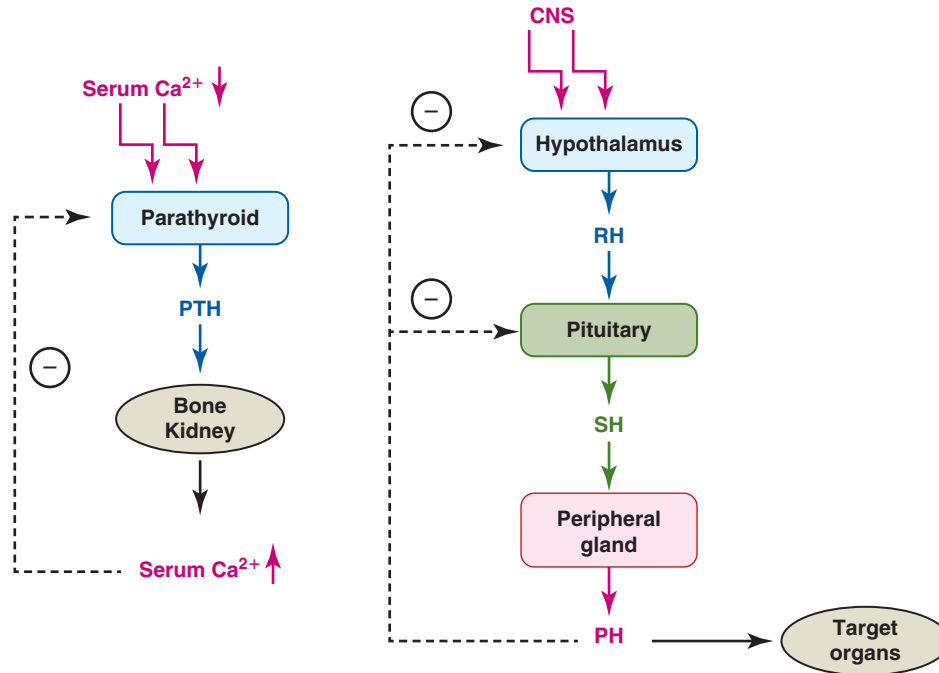 Serum Ca2+
−
Parathyroid
PTH
−
Bone
Kidney
Serum Ca2+
CNS
−
Hypothalamus
RH
−
Pituitary
SH
Peripheral
gland
PH
Target
organs